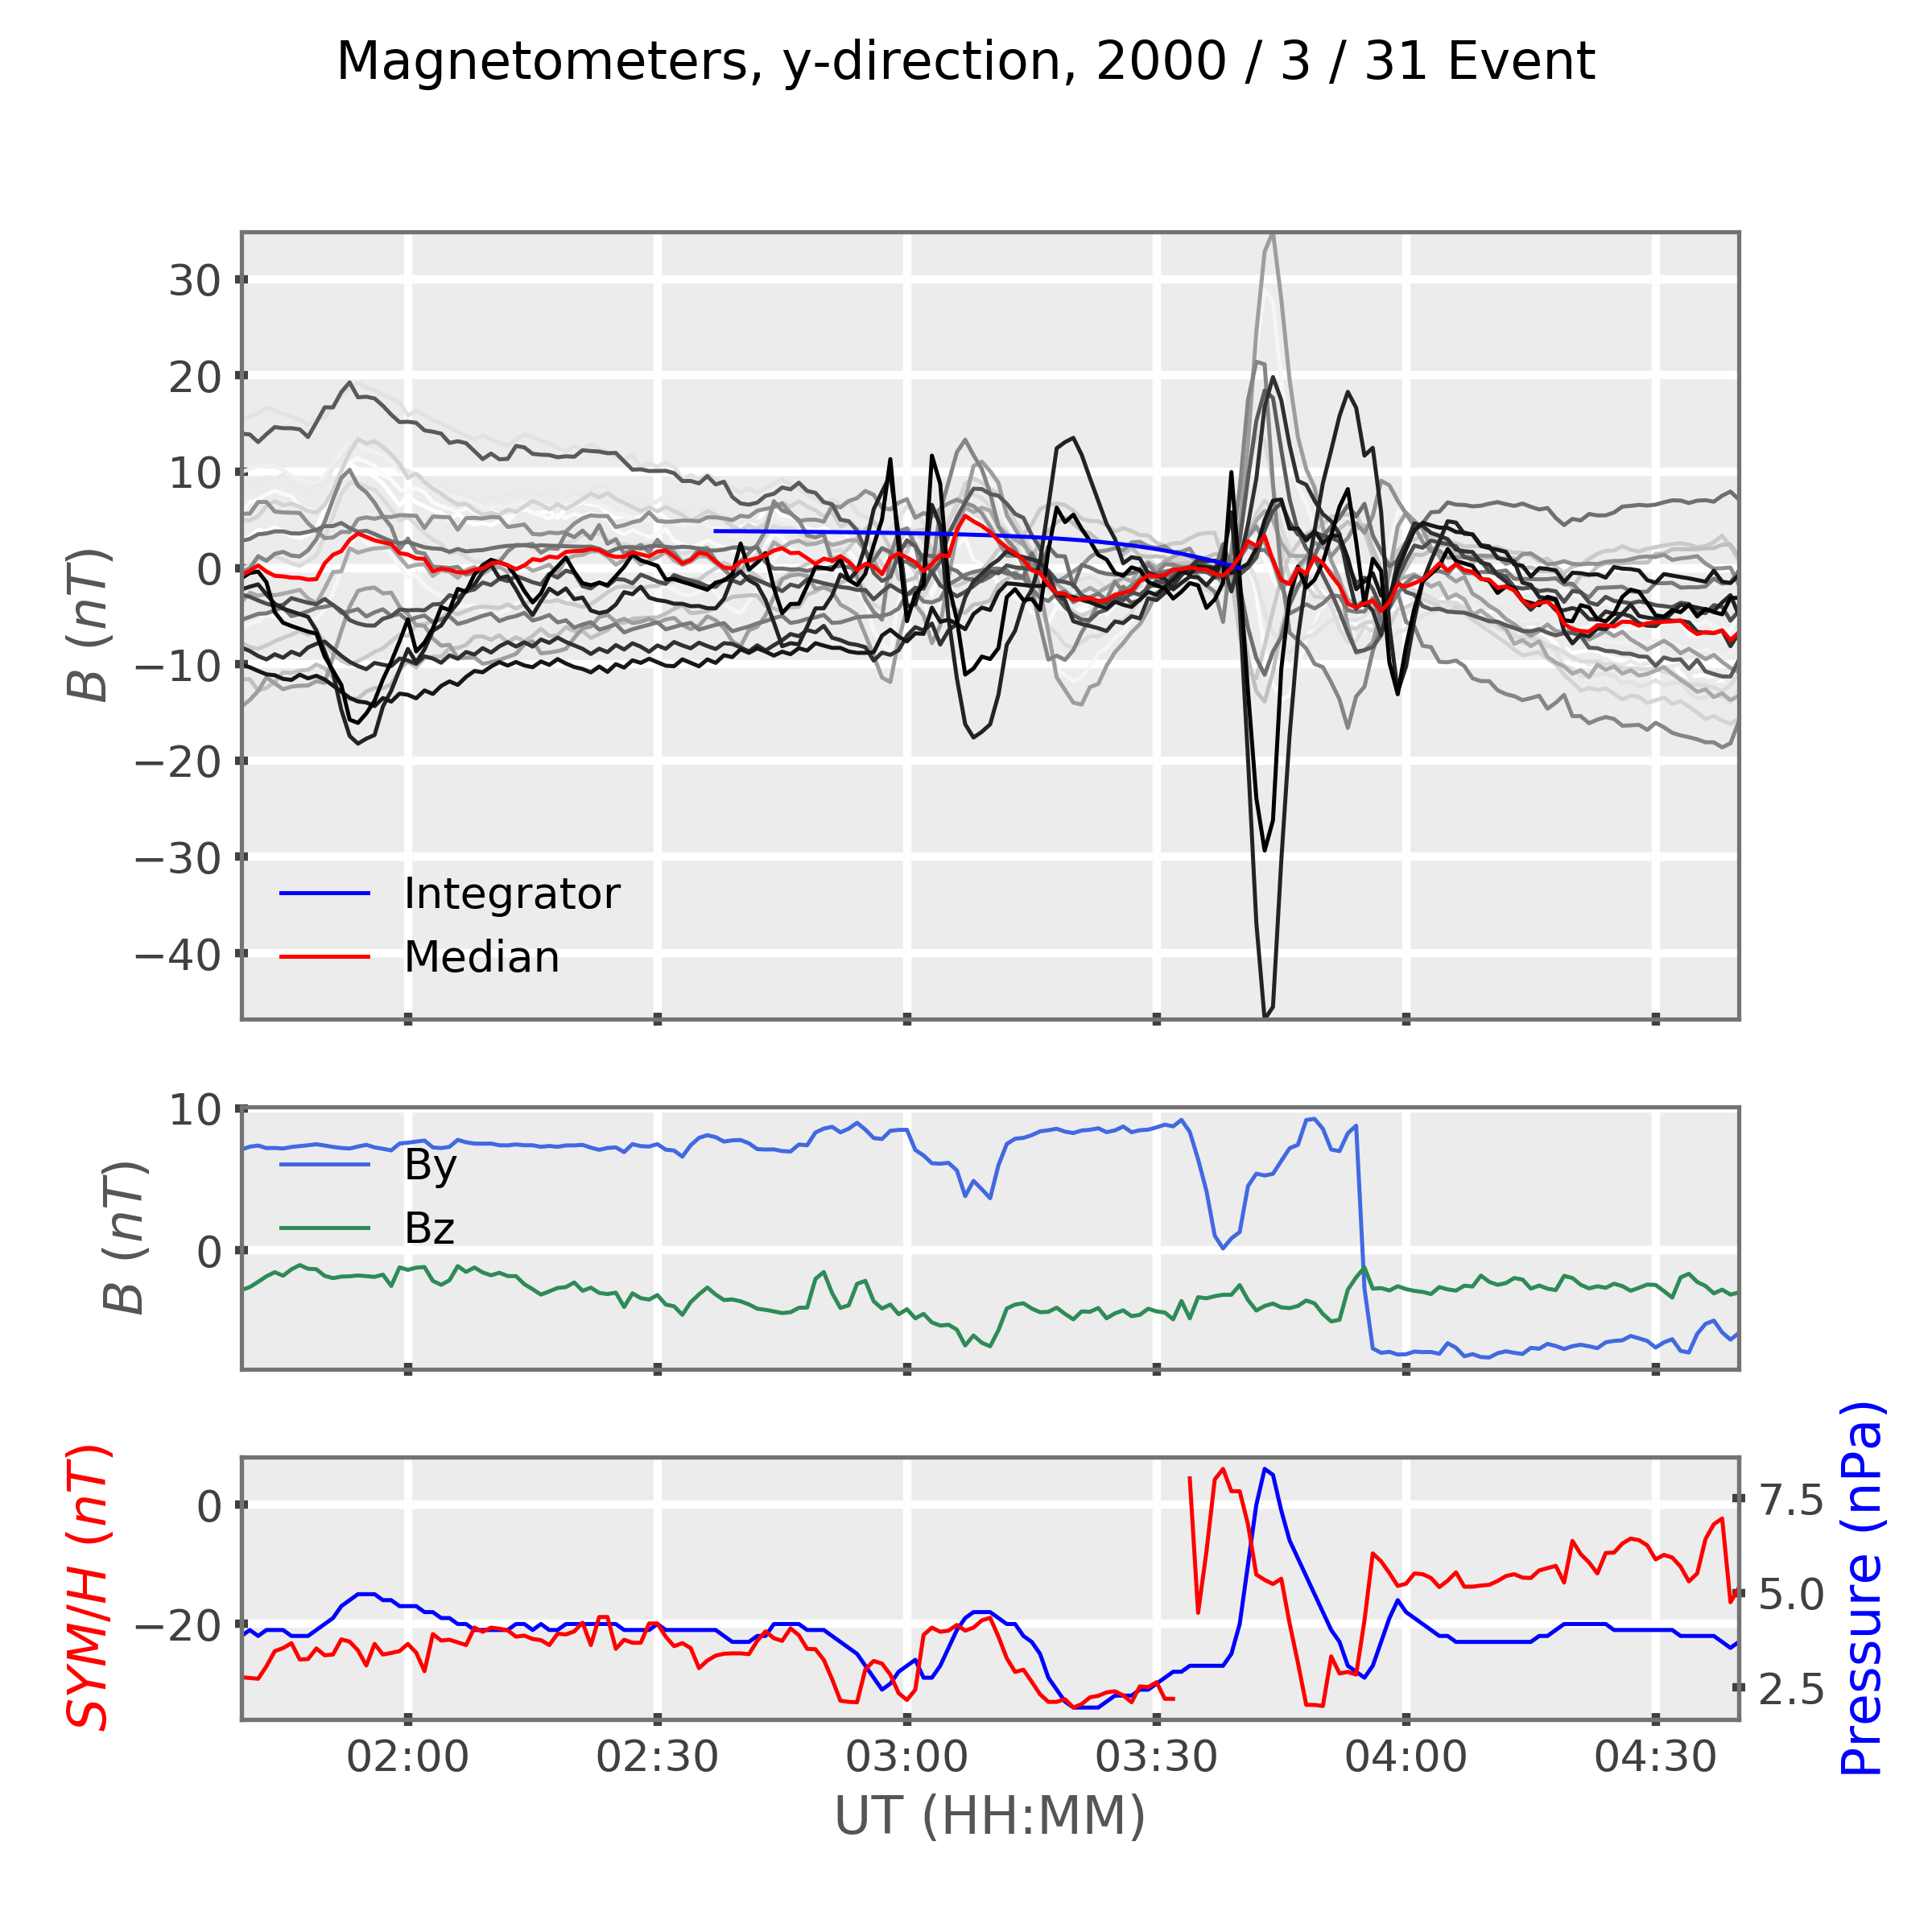 Magnetometers, y-direction, 2000 / 3 / 31 Event
30
20
10
0
−10
−20
−30
−40
B (nT)
Integrator
Median
10
0
B (nT)
By
Bz
0
−20
SYM/H (nT)
7.5
5.0
2.5
Pressure (nPa)
02:00 02:30 03:00 03:30 04:00 04:30
UT (HH:MM)